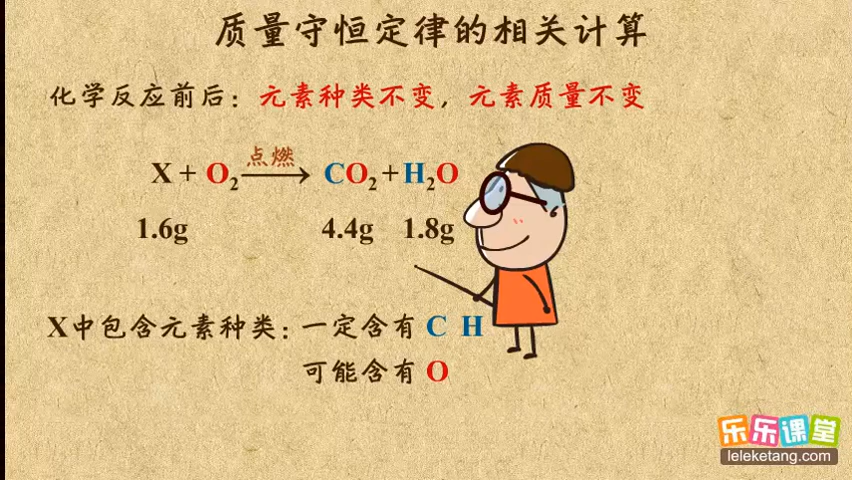 质量守恒定律的相关计算
化学反应前后：元素种类不变，元素质量不变
X + O₂ 点燃→ CO₂ + H₂O
1.6g 4.4g 1.8g
X中包含元素种类：一定含有 C H
可能含有 O
乐乐课堂
leleketang.com